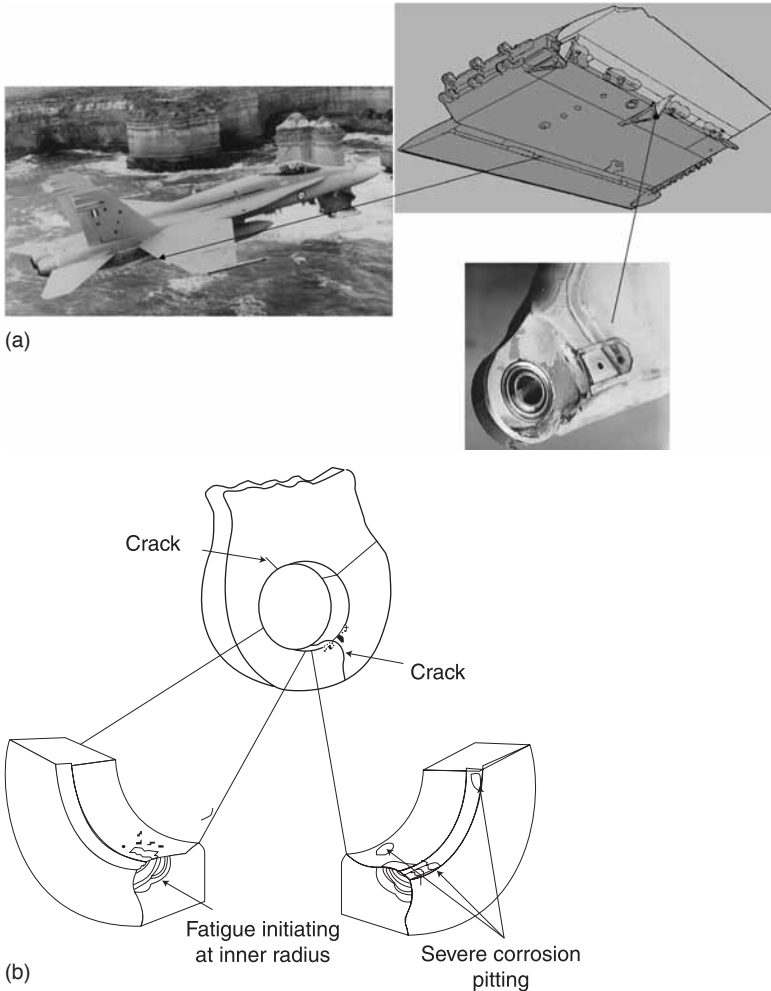 (a)
Crack
Crack
Fatigue initiating
at inner radius
Severe corrosion
pitting
(b)